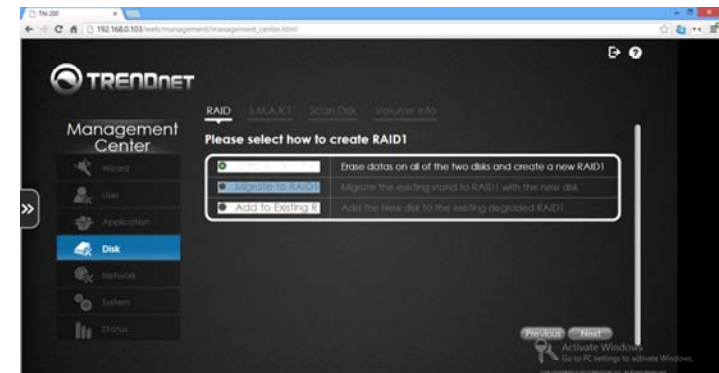 TN-200
192.168.0.103/web/management/management_center.html
TRENDnet
RAID S.M.A.R.T Scan Disk Volume Info
Management
Center
Please select how to create RAID1
Erase datas on all of the two disks and create a new RAID1
Migrate to RAID1 Migrate the existing stand to RAID1 with the new disk
Add to Existing R Add the New disk to the existing degraded RAID1
Wizard
User
Application
Disk
Network
System
Status
Previous Next
Activate Windows
Go to PC settings to activate Windows.